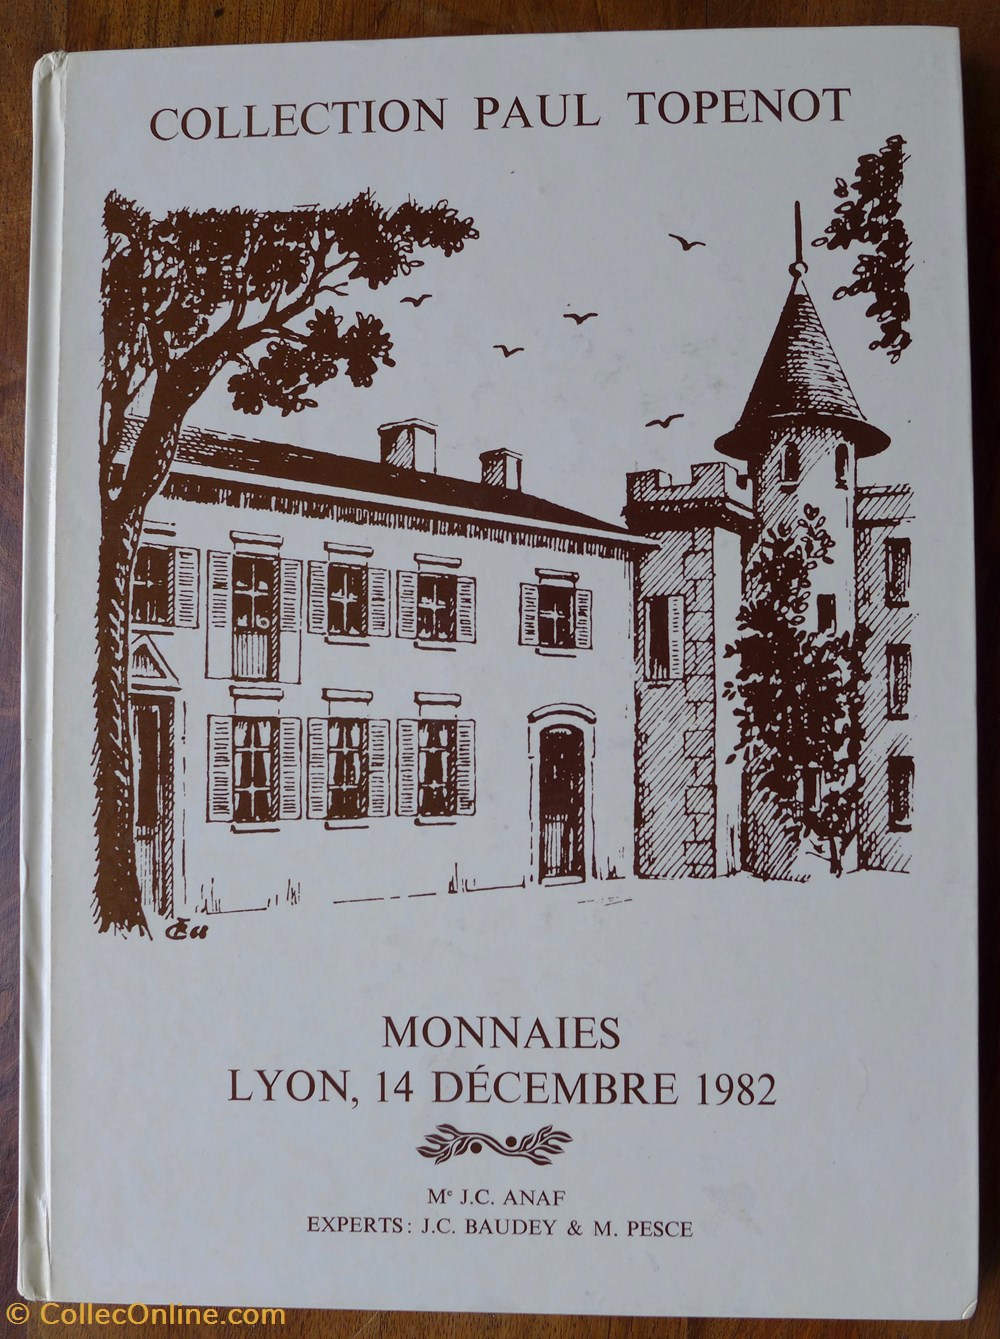 COLLECTION PAUL TOPENOT
MONNAIES
LYON, 14 DÉCEMBRE 1982
Me J.C. ANAF
EXPERTS: J.C. BAUDEY & M. PESCE
© CollecOnline.com